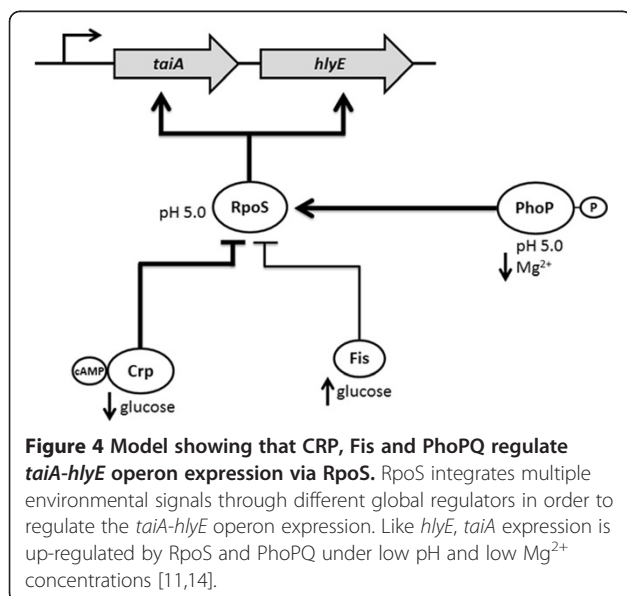 taiA hlyE
pH 5.0 RpoS PhoP P
pH 5.0
↓ Mg²⁺
cAMP Crp Fis
↓ glucose ↑ glucose
Figure 4 Model showing that CRP, Fis and PhoPQ regulate
taiA-hlyE operon expression via RpoS. RpoS integrates multiple
environmental signals through different global regulators in order to
regulate the taiA-hlyE operon expression. Like hlyE, taiA expression is
up-regulated by RpoS and PhoPQ under low pH and low Mg²⁺
concentrations [11,14].